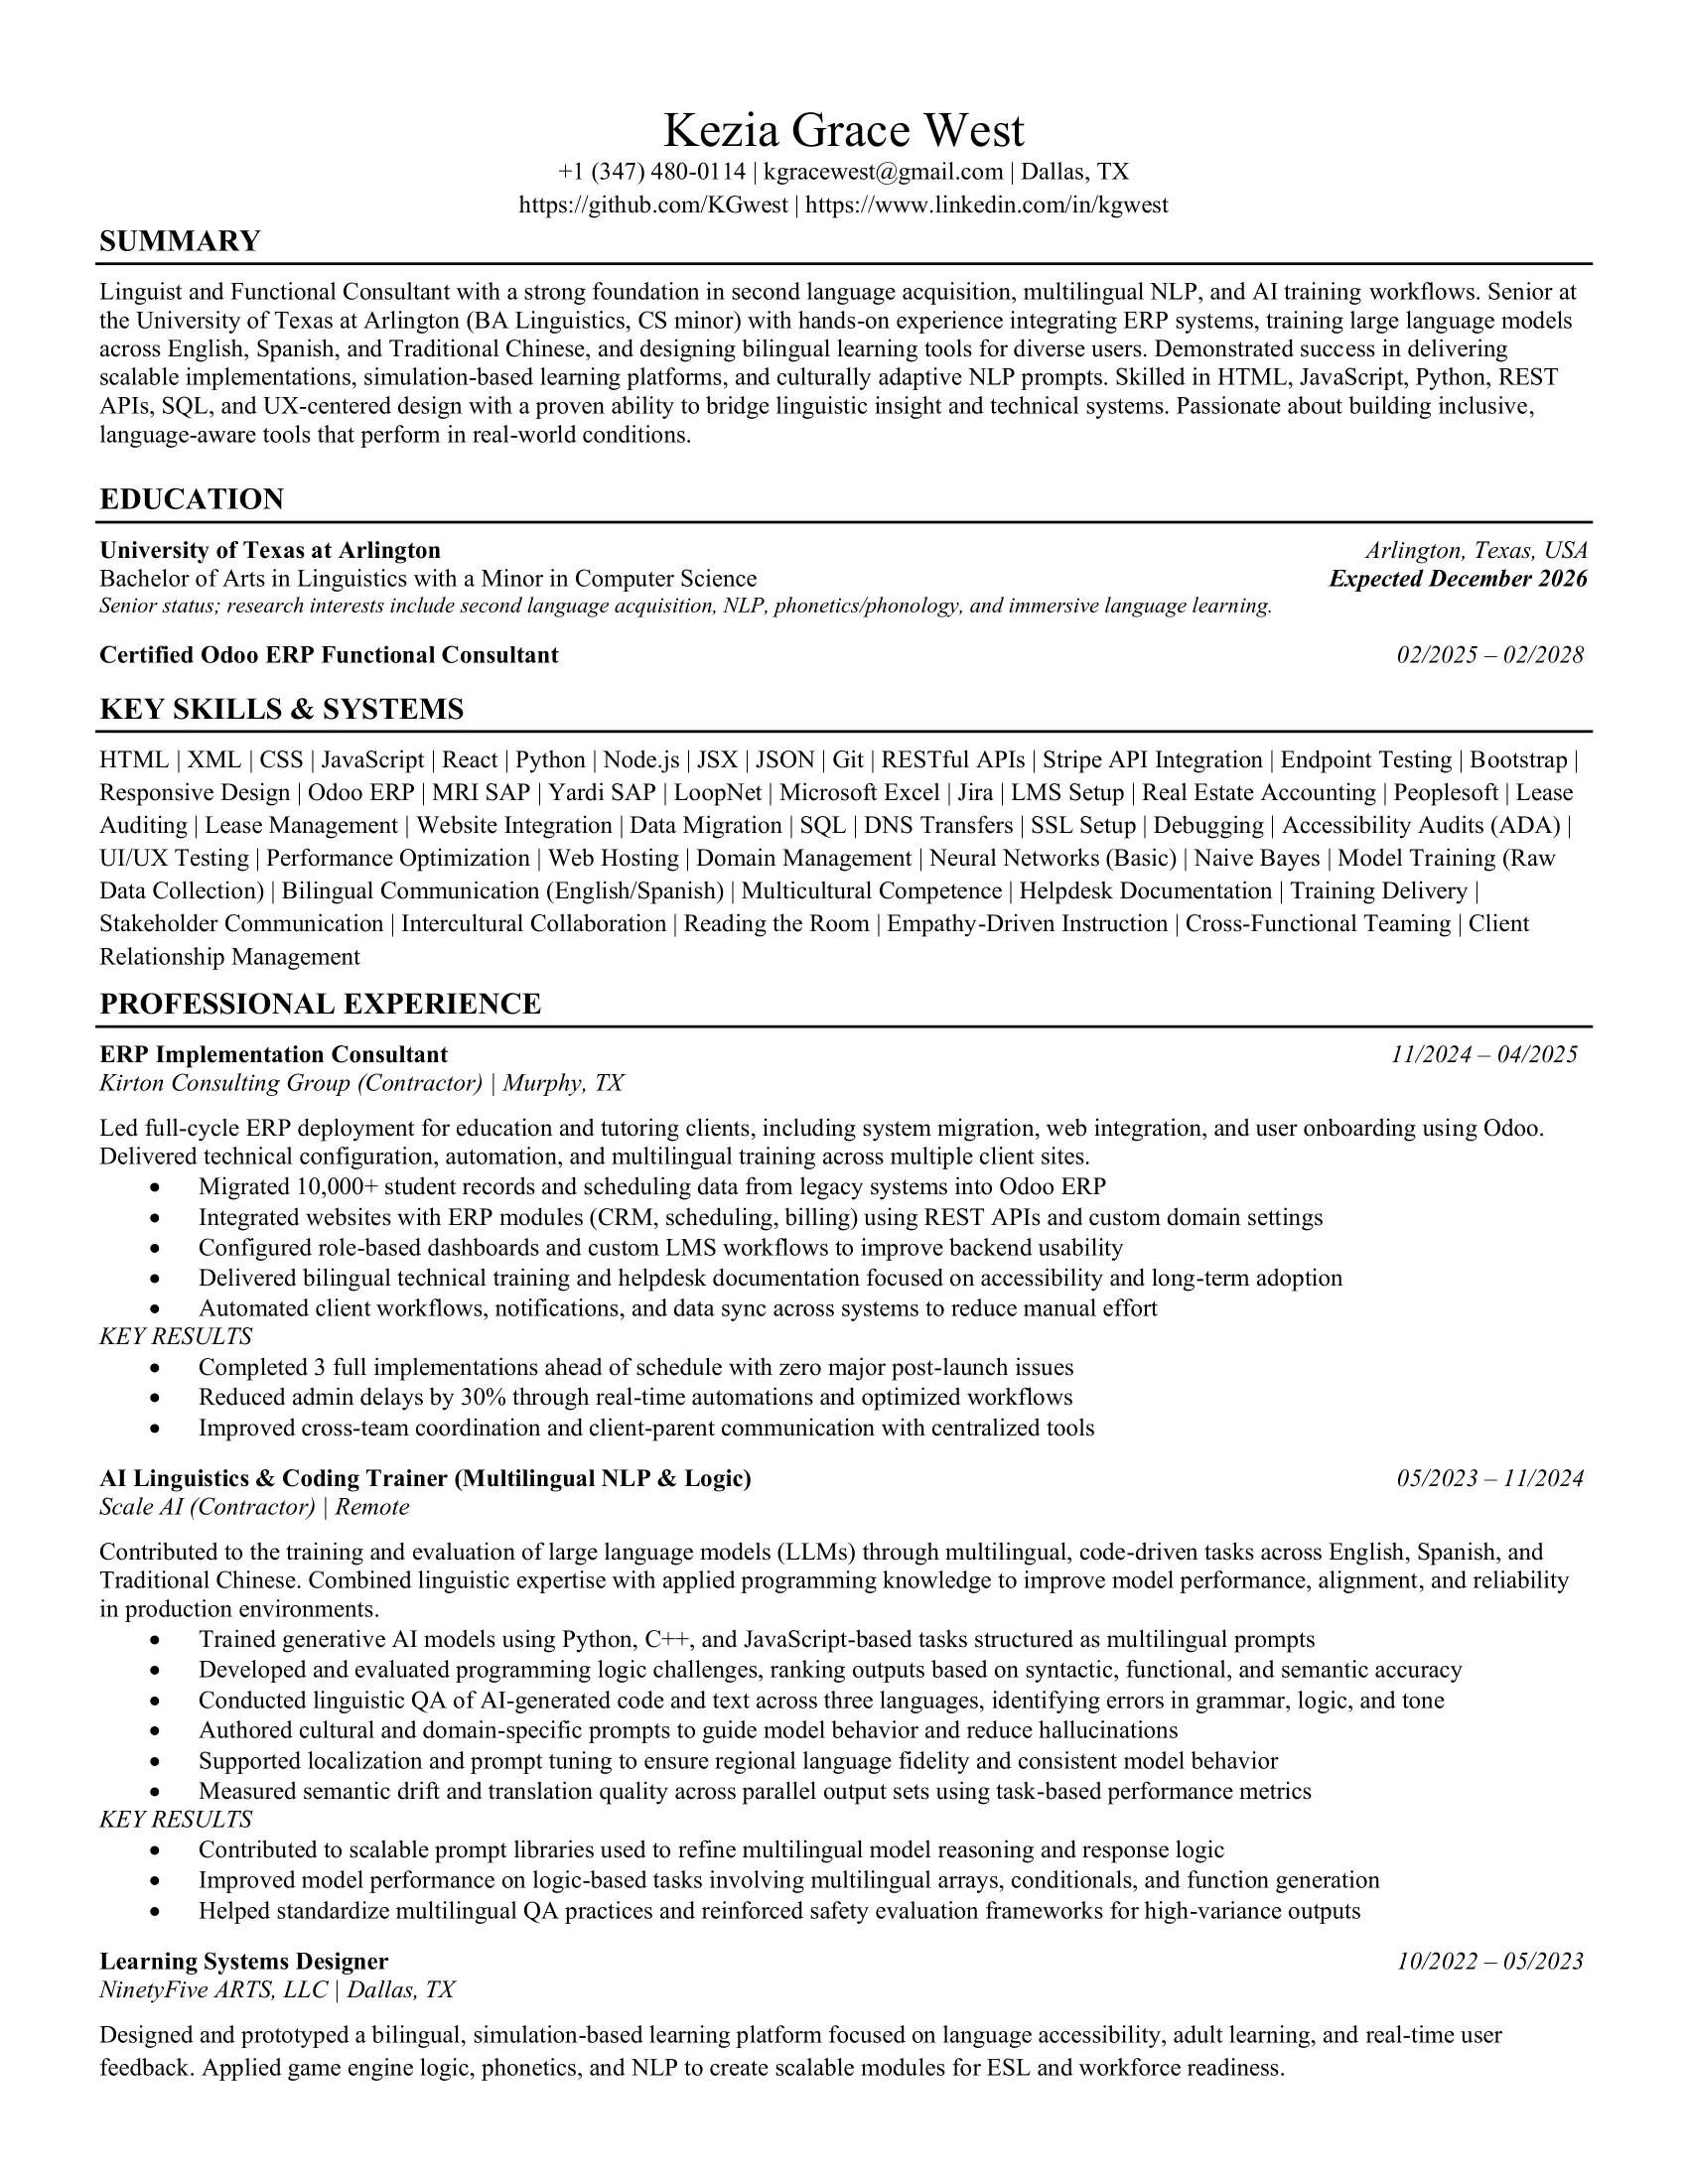 Kezia Grace West
+1 (347) 480-0114 | kgracewest@gmail.com | Dallas, TX
https://github.com/KGwest | https://www.linkedin.com/in/kgwest
SUMMARY
Linguist and Functional Consultant with a strong foundation in second language acquisition, multilingual NLP, and AI training workflows. Senior at
the University of Texas at Arlington (BA Linguistics, CS minor) with hands-on experience integrating ERP systems, training large language models
across English, Spanish, and Traditional Chinese, and designing bilingual learning tools for diverse users. Demonstrated success in delivering
scalable implementations, simulation-based learning platforms, and culturally adaptive NLP prompts. Skilled in HTML, JavaScript, Python, REST
APIs, SQL, and UX-centered design with a proven ability to bridge linguistic insight and technical systems. Passionate about building inclusive,
language-aware tools that perform in real-world conditions.
EDUCATION
University of Texas at Arlington Arlington, Texas, USA
Bachelor of Arts in Linguistics with a Minor in Computer Science Expected December 2026
Senior status; research interests include second language acquisition, NLP, phonetics/phonology, and immersive language learning.
Certified Odoo ERP Functional Consultant 02/2025 – 02/2028
KEY SKILLS & SYSTEMS
HTML | XML | CSS | JavaScript | React | Python | Node.js | JSX | JSON | Git | RESTful APIs | Stripe API Integration | Endpoint Testing | Bootstrap |
Responsive Design | Odoo ERP | MRI SAP | Yardi SAP | LoopNet | Microsoft Excel | Jira | LMS Setup | Real Estate Accounting | Peoplesoft | Lease
Auditing | Lease Management | Website Integration | Data Migration | SQL | DNS Transfers | SSL Setup | Debugging | Accessibility Audits (ADA) |
UI/UX Testing | Performance Optimization | Web Hosting | Domain Management | Neural Networks (Basic) | Naive Bayes | Model Training (Raw
Data Collection) | Bilingual Communication (English/Spanish) | Multicultural Competence | Helpdesk Documentation | Training Delivery |
Stakeholder Communication | Intercultural Collaboration | Reading the Room | Empathy-Driven Instruction | Cross-Functional Teaming | Client
Relationship Management
PROFESSIONAL EXPERIENCE
ERP Implementation Consultant 11/2024 – 04/2025
Kirton Consulting Group (Contractor) | Murphy, TX
Led full-cycle ERP deployment for education and tutoring clients, including system migration, web integration, and user onboarding using Odoo.
Delivered technical configuration, automation, and multilingual training across multiple client sites.
• Migrated 10,000+ student records and scheduling data from legacy systems into Odoo ERP
• Integrated websites with ERP modules (CRM, scheduling, billing) using REST APIs and custom domain settings
• Configured role-based dashboards and custom LMS workflows to improve backend usability
• Delivered bilingual technical training and helpdesk documentation focused on accessibility and long-term adoption
• Automated client workflows, notifications, and data sync across systems to reduce manual effort
KEY RESULTS
• Completed 3 full implementations ahead of schedule with zero major post-launch issues
• Reduced admin delays by 30% through real-time automations and optimized workflows
• Improved cross-team coordination and client-parent communication with centralized tools
AI Linguistics & Coding Trainer (Multilingual NLP & Logic) 05/2023 – 11/2024
Scale AI (Contractor) | Remote
Contributed to the training and evaluation of large language models (LLMs) through multilingual, code-driven tasks across English, Spanish, and
Traditional Chinese. Combined linguistic expertise with applied programming knowledge to improve model performance, alignment, and reliability
in production environments.
• Trained generative AI models using Python, C++, and JavaScript-based tasks structured as multilingual prompts
• Developed and evaluated programming logic challenges, ranking outputs based on syntactic, functional, and semantic accuracy
• Conducted linguistic QA of AI-generated code and text across three languages, identifying errors in grammar, logic, and tone
• Authored cultural and domain-specific prompts to guide model behavior and reduce hallucinations
• Supported localization and prompt tuning to ensure regional language fidelity and consistent model behavior
• Measured semantic drift and translation quality across parallel output sets using task-based performance metrics
KEY RESULTS
• Contributed to scalable prompt libraries used to refine multilingual model reasoning and response logic
• Improved model performance on logic-based tasks involving multilingual arrays, conditionals, and function generation
• Helped standardize multilingual QA practices and reinforced safety evaluation frameworks for high-variance outputs
Learning Systems Designer 10/2022 – 05/2023
NinetyFive ARTS, LLC | Dallas, TX
Designed and prototyped a bilingual, simulation-based learning platform focused on language accessibility, adult learning, and real-time user
feedback. Applied game engine logic, phonetics, and NLP to create scalable modules for ESL and workforce readiness.